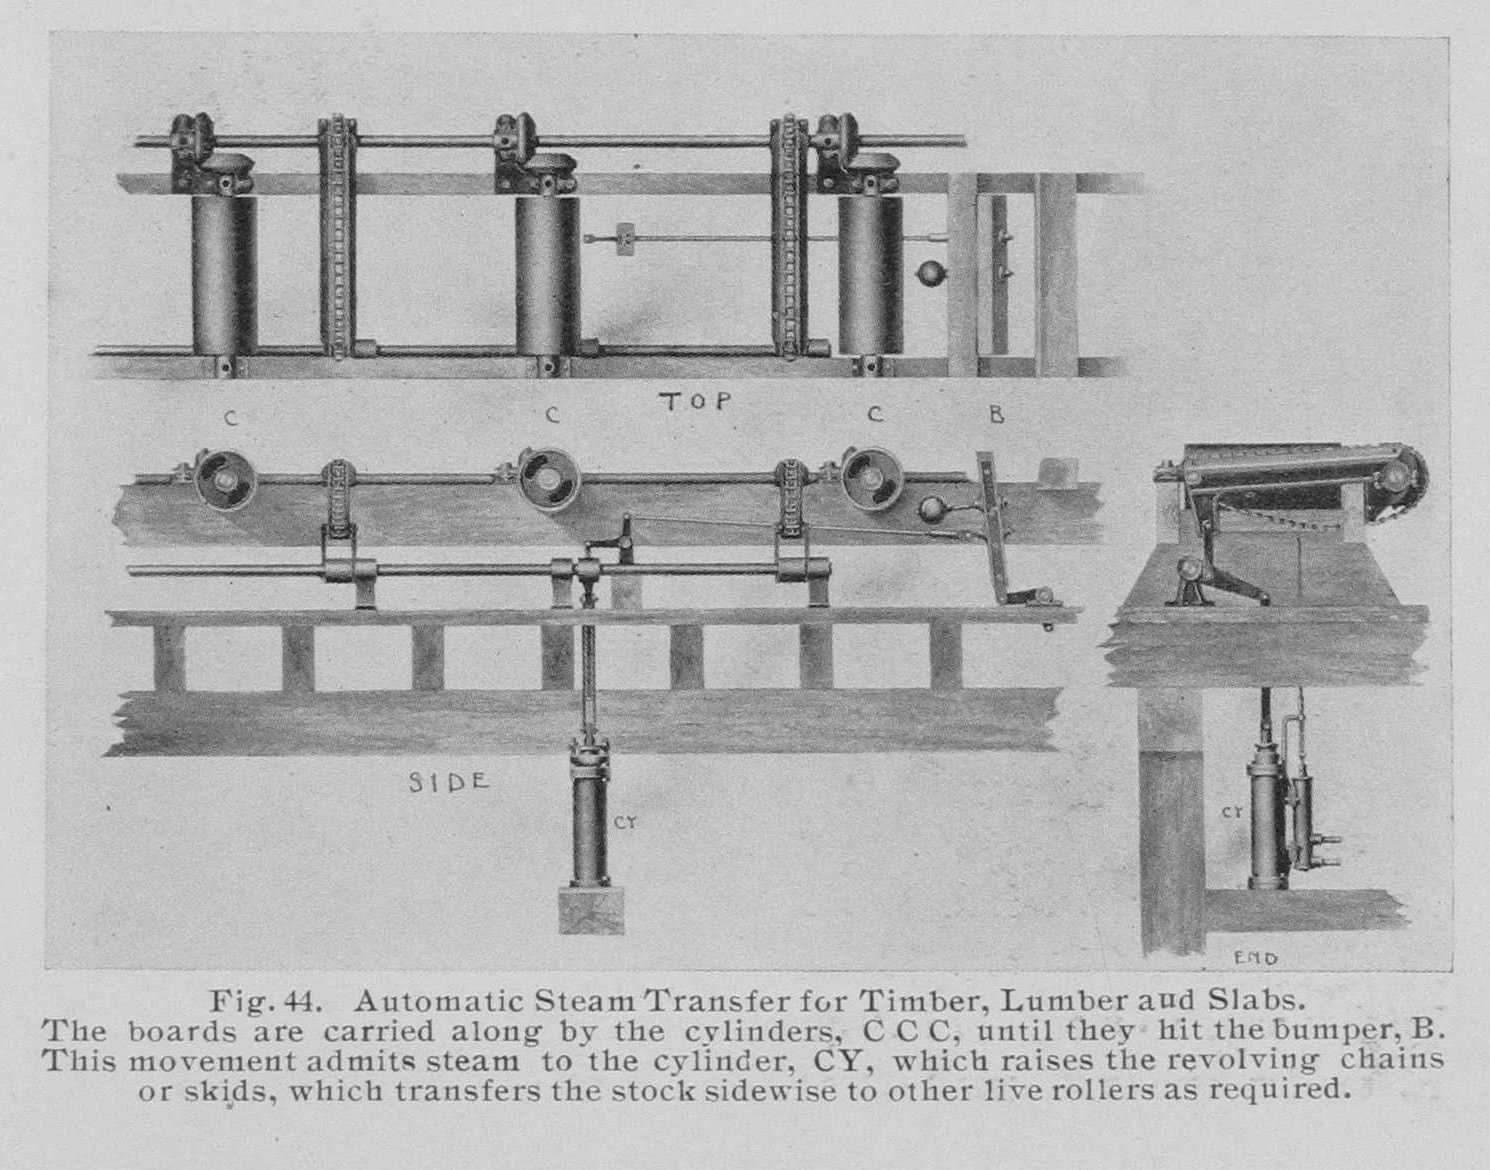 TOP
C C C B
SIDE
CY
CY
END
Fig. 44. Automatic Steam Transfer for Timber, Lumber and Slabs.
The boards are carried along by the cylinders, C C C, until they hit the bumper, B.
This movement admits steam to the cylinder, CY, which raises the revolving chains
or skids, which transfers the stock sidewise to other live rollers as required.